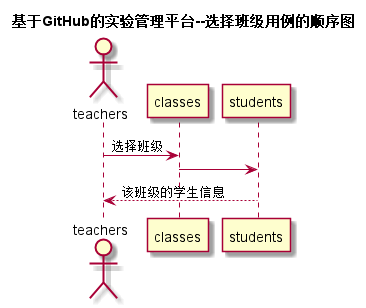 基于GitHub的实验管理平台--选择班级用例的顺序图
teachers
classes
students
选择班级
该班级的学生信息
teachers
classes
students